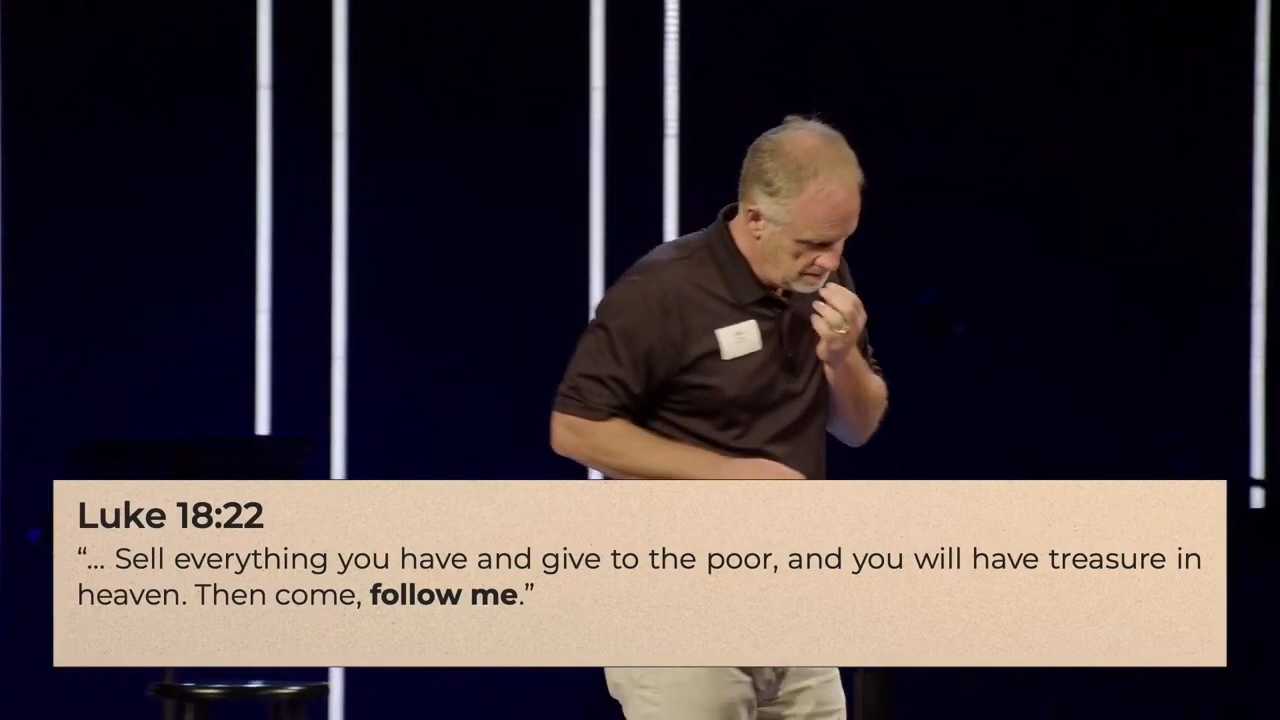 Luke 18:22
“... Sell everything you have and give to the poor, and you will have treasure in
heaven. Then come, follow me.”